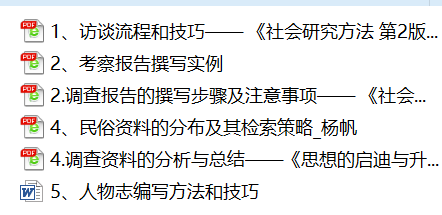 1、访谈流程和技巧——《社会研究方法 第2版...
2、考察报告撰写实例
2.调查报告的撰写步骤及注意事项——《社会...
4、民俗资料的分布及其检索策略_杨帆
4.调查资料的分析与总结——《思想的启迪与升...
5、人物志编写方法和技巧